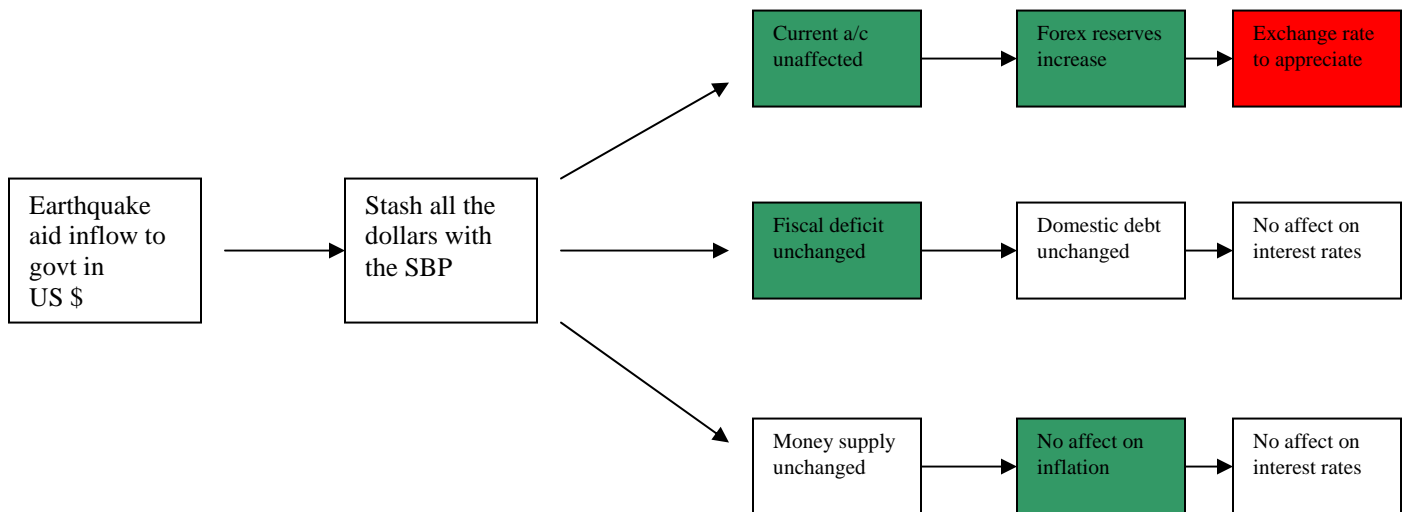 Earthquake
aid inflow to
govt in
US $
Stash all the
dollars with
the SBP
Current a/c
unaffected
Forex reserves
increase
Exchange rate
to appreciate
Fiscal deficit
unchanged
Domestic debt
unchanged
No affect on
interest rates
Money supply
unchanged
No affect on
inflation
No affect on
interest rates